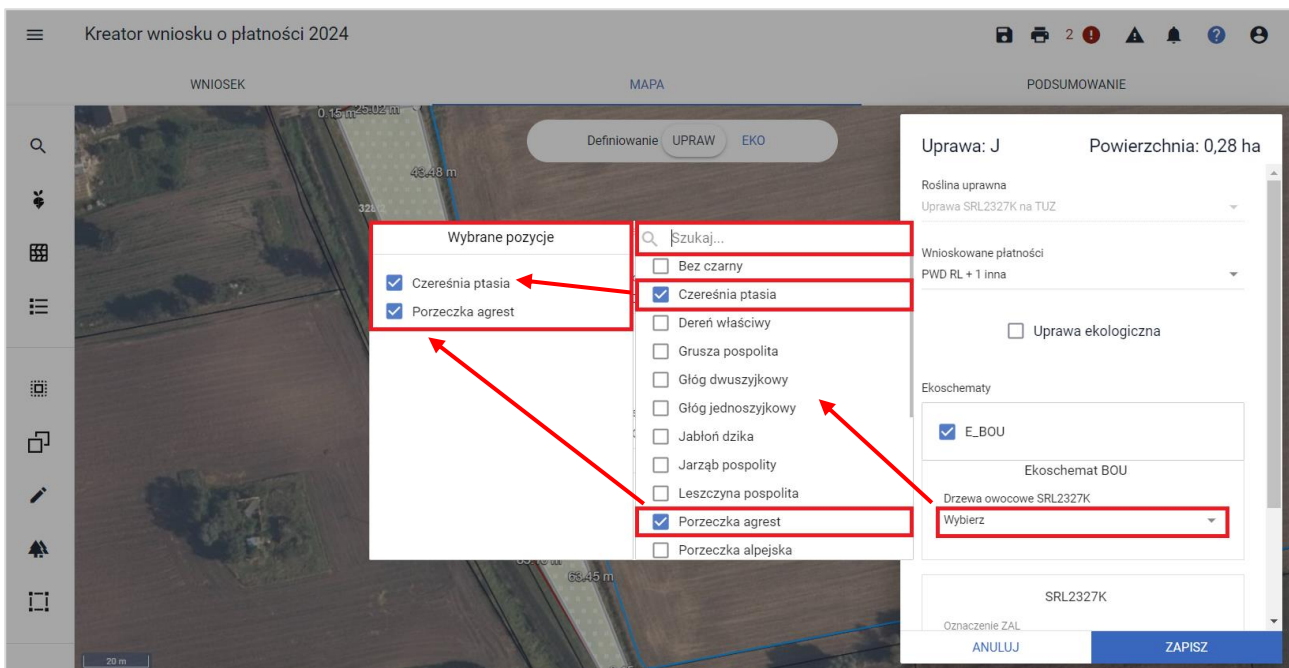 Kreator wniosku o płatności 2024
2
WNIOSEK
MAPA
PODSUMOWANIE
0.15 m
25.02 m
43.48 m
Definiowanie UPRAW EKO
Uprawa: J
Powierzchnia: 0,28 ha
Roślina uprawna
Uprawa SRL2327K na TUZ
Wnioskowane płatności
PWD RL + 1 inna
Uprawa ekologiczna
Ekoschematy
E_BOU
Ekoschemat BOU
Drzewa owocowe SRL2327K
Wybierz
SRL2327K
Oznaczenie ZAL
ANULUJ
ZAPISZ
Wybrane pozycje
Czereśnia ptasia
Porzeczka agrest
Szukaj...
Bez czarny
Czereśnia ptasia
Dereń właściwy
Grusza pospolita
Głóg dwuszyjkowy
Głóg jednoszyjkowy
Jabłoń dzika
Jarząb pospolity
Leszczyna pospolita
Porzeczka agrest
Porzeczka alpejska
63.45 m
20 m